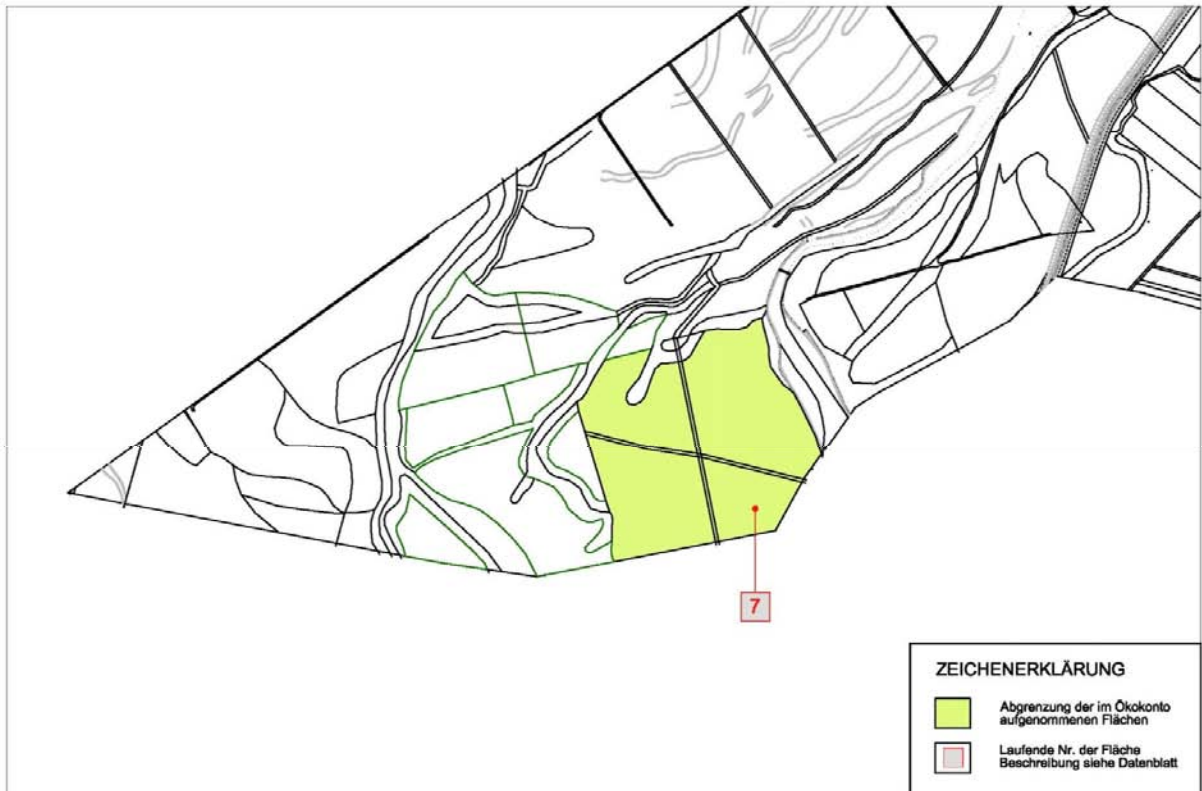 7
ZEICHENERKLÄRUNG
Abgrenzung der im Ökokonto
aufgenommenen Flächen
Laufende Nr. der Fläche
Beschreibung siehe Datenblatt